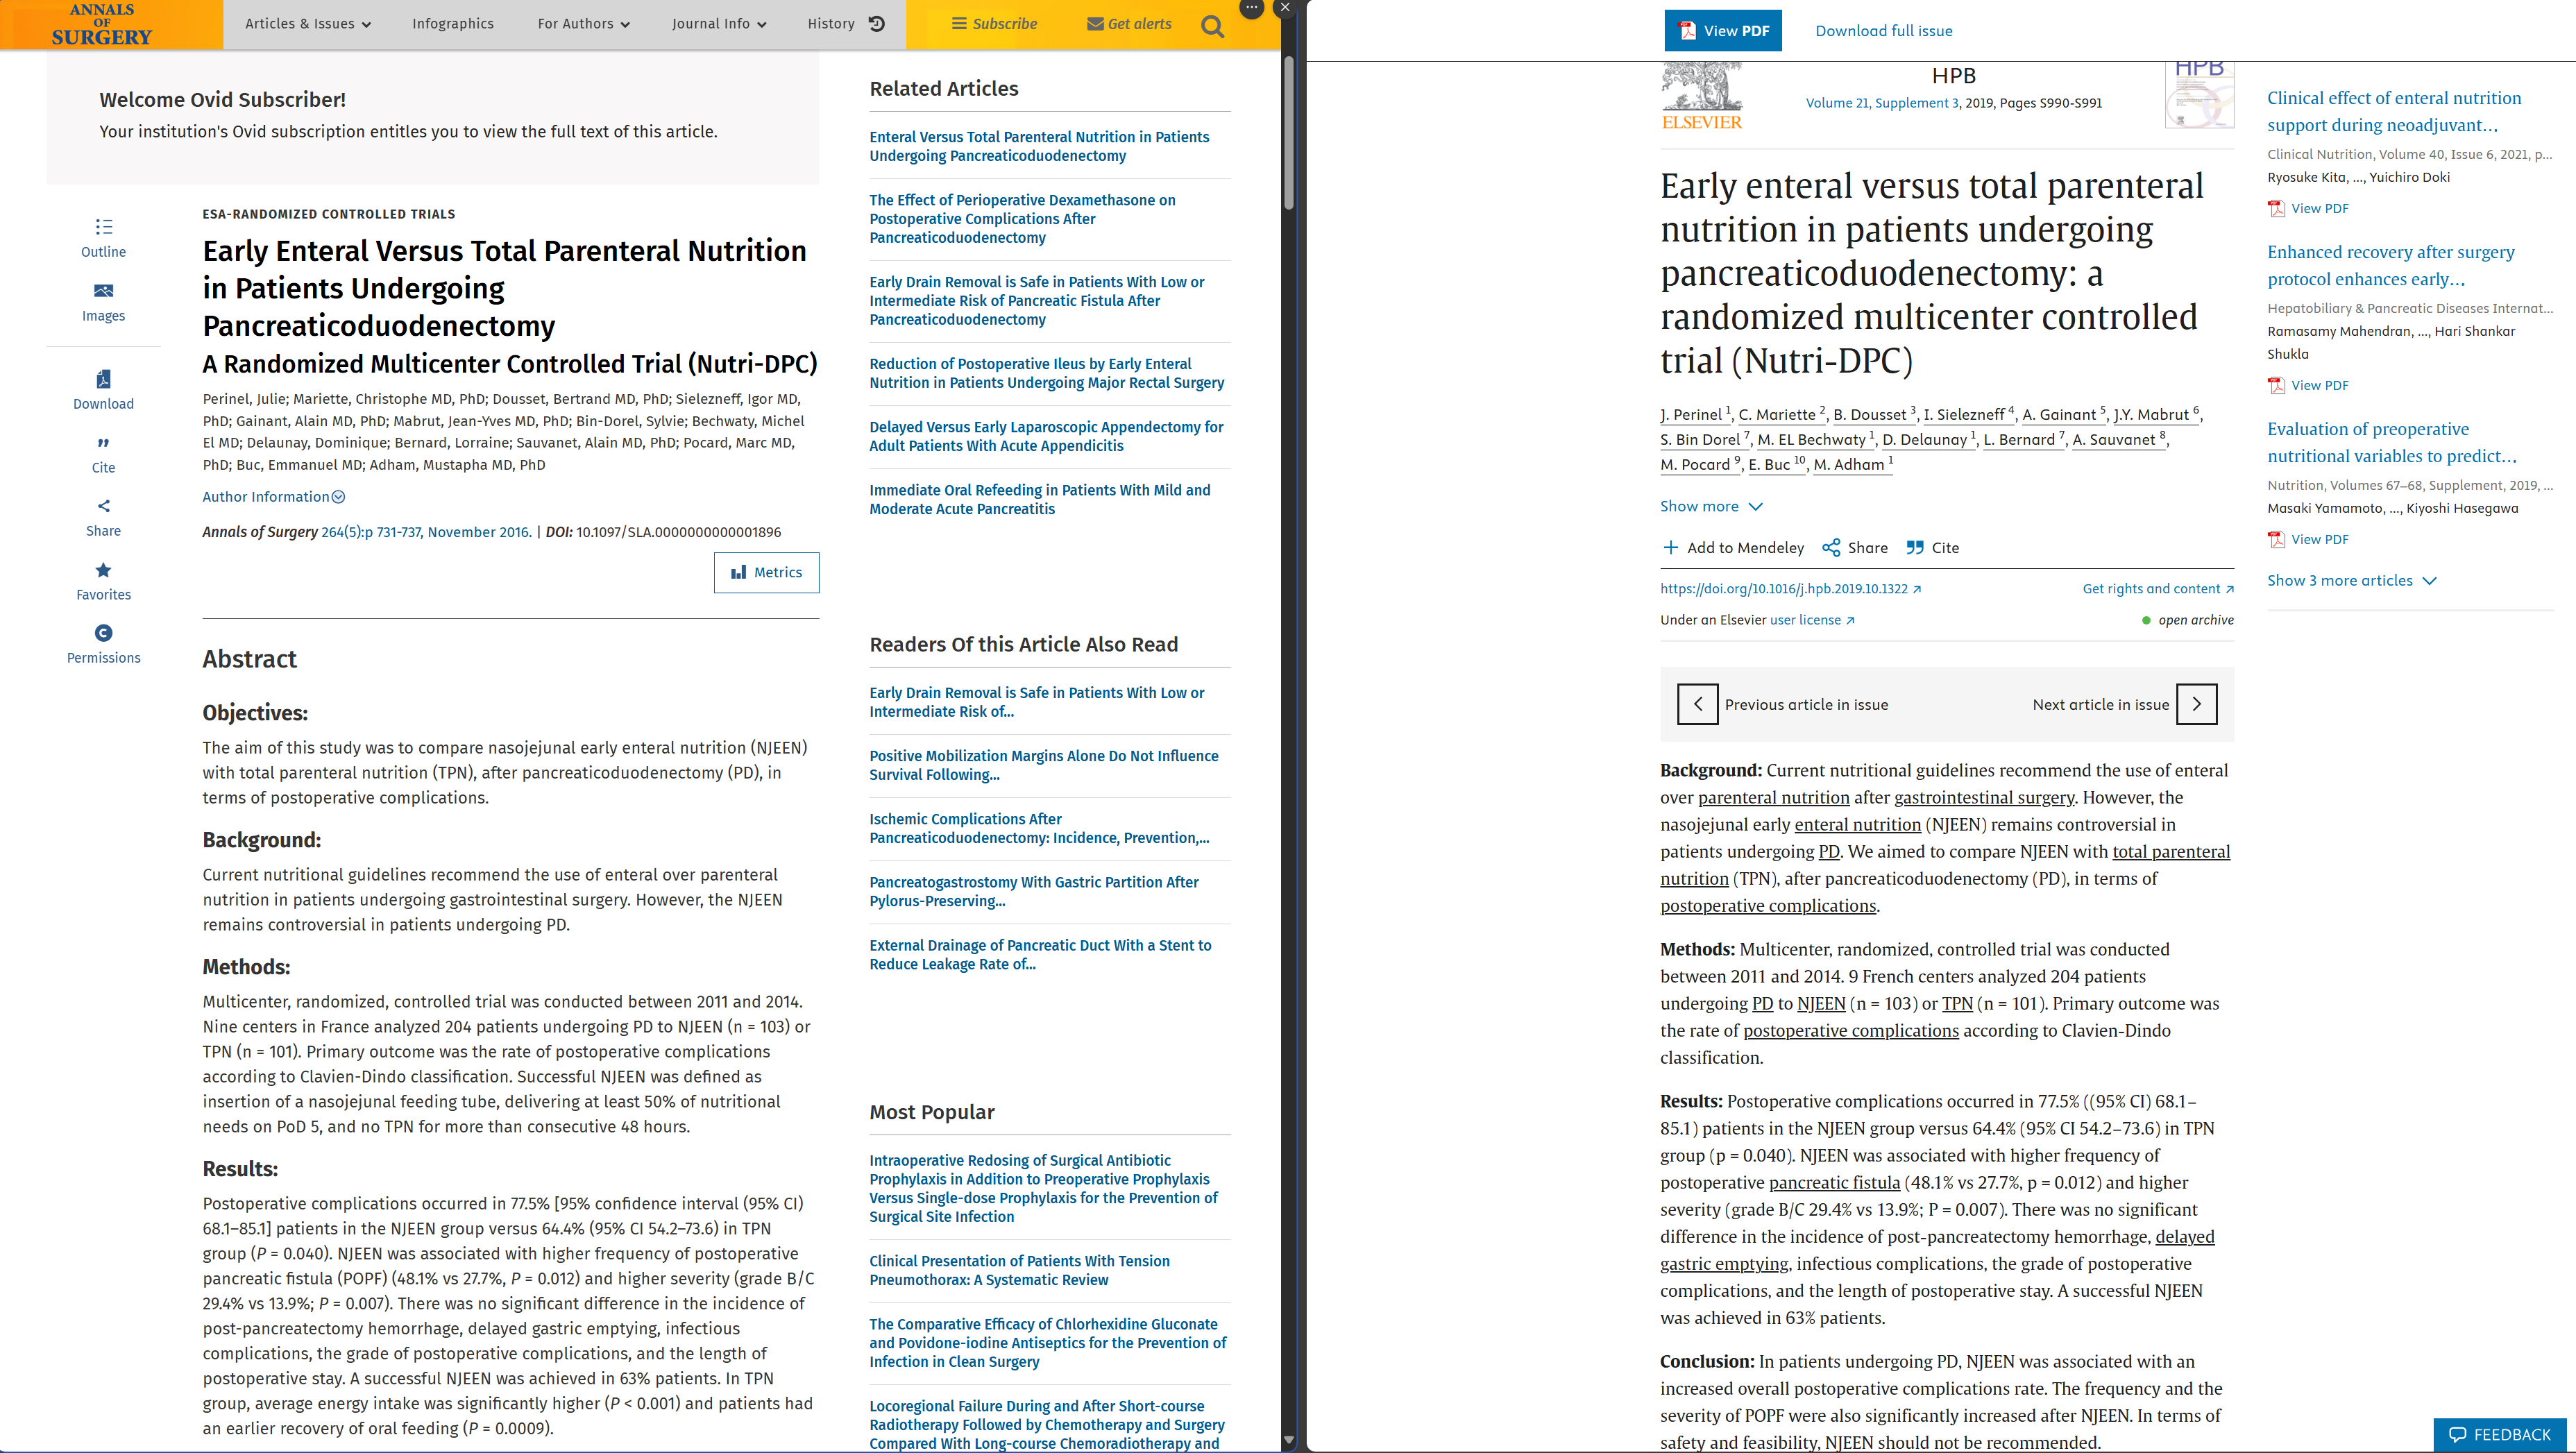 ANNALS
OF
SURGERY
Articles & Issues
Infographics
For Authors
Journal Info
History
Subscribe
Get alerts
Welcome Ovid Subscriber!
Your institution's Ovid subscription entitles you to view the full text of this article.
Outline
Images
Download
Cite
Share
Favorites
Permissions
ESA-RANDOMIZED CONTROLLED TRIALS
Early Enteral Versus Total Parenteral Nutrition
in Patients Undergoing
Pancreaticoduodenectomy
A Randomized Multicenter Controlled Trial (Nutri-DPC)
Perinel, Julie; Mariette, Christophe MD, PhD; Dousset, Bertrand MD, PhD; Sielezneff, Igor MD,
PhD; Gainant, Alain MD, PhD; Mabrut, Jean-Yves MD, PhD; Bin-Dorel, Sylvie; Bechwaty, Michel
El MD; Delaunay, Dominique; Bernard, Lorraine; Sauvanet, Alain MD, PhD; Pocard, Marc MD,
PhD; Buc, Emmanuel MD; Adham, Mustapha MD, PhD
Author Information
Annals of Surgery 264(5):p 731-737, November 2016. | DOI: 10.1097/SLA.0000000000001896
Metrics
Abstract
Objectives:
The aim of this study was to compare nasojejunal early enteral nutrition (NJEEN)
with total parenteral nutrition (TPN), after pancreaticoduodenectomy (PD), in
terms of postoperative complications.
Background:
Current nutritional guidelines recommend the use of enteral over parenteral
nutrition in patients undergoing gastrointestinal surgery. However, the NJEEN
remains controversial in patients undergoing PD.
Methods:
Multicenter, randomized, controlled trial was conducted between 2011 and 2014.
Nine centers in France analyzed 204 patients undergoing PD to NJEEN (n = 103) or
TPN (n = 101). Primary outcome was the rate of postoperative complications
according to Clavien-Dindo classification. Successful NJEEN was defined as
insertion of a nasojejunal feeding tube, delivering at least 50% of nutritional
needs on PoD 5, and no TPN for more than consecutive 48 hours.
Results:
Postoperative complications occurred in 77.5% [95% confidence interval (95% CI)
68.1–85.1] patients in the NJEEN group versus 64.4% (95% CI 54.2–73.6) in TPN
group (P = 0.040). NJEEN was associated with higher frequency of postoperative
pancreatic fistula (POPF) (48.1% vs 27.7%, P = 0.012) and higher severity (grade B/C
29.4% vs 13.9%; P = 0.007). There was no significant difference in the incidence of
post-pancreatectomy hemorrhage, delayed gastric emptying, infectious
complications, the grade of postoperative complications, and the length of
postoperative stay. A successful NJEEN was achieved in 63% patients. In TPN
group, average energy intake was significantly higher (P < 0.001) and patients had
an earlier recovery of oral feeding (P = 0.0009).
Related Articles
Enteral Versus Total Parenteral Nutrition in Patients
Undergoing Pancreaticoduodenectomy
The Effect of Perioperative Dexamethasone on
Postoperative Complications After
Pancreaticoduodenectomy
Early Drain Removal is Safe in Patients With Low or
Intermediate Risk of Pancreatic Fistula After
Pancreaticoduodenectomy
Reduction of Postoperative Ileus by Early Enteral
Nutrition in Patients Undergoing Major Rectal Surgery
Delayed Versus Early Laparoscopic Appendectomy for
Adult Patients With Acute Appendicitis
Immediate Oral Refeeding in Patients With Mild and
Moderate Acute Pancreatitis
Readers Of this Article Also Read
Early Drain Removal is Safe in Patients With Low or
Intermediate Risk of...
Positive Mobilization Margins Alone Do Not Influence
Survival Following...
Ischemic Complications After
Pancreaticoduodenectomy: Incidence, Prevention,...
Pancreatogastrostomy With Gastric Partition After
Pylorus-Preserving...
External Drainage of Pancreatic Duct With a Stent to
Reduce Leakage Rate of...
Most Popular
Intraoperative Redosing of Surgical Antibiotic
Prophylaxis in Addition to Preoperative Prophylaxis
Versus Single-dose Prophylaxis for the Prevention of
Surgical Site Infection
Clinical Presentation of Patients With Tension
Pneumothorax: A Systematic Review
The Comparative Efficacy of Chlorhexidine Gluconate
and Povidone-iodine Antiseptics for the Prevention of
Infection in Clean Surgery
Locoregional Failure During and After Short-course
Radiotherapy Followed by Chemotherapy and Surgery
Compared With Long-course Chemoradiotherapy and
View PDF
Download full issue
ELSEVIER
HPB
Volume 21, Supplement 3, 2019, Pages S990-S991
HPB
Early enteral versus total parenteral
nutrition in patients undergoing
pancreaticoduodenectomy: a
randomized multicenter controlled
trial (Nutri-DPC)
J. Perinel 1, C. Mariette 2, B. Dousset 3, I. Sielezneff 4, A. Gainant 5, J.Y. Mabrut 6,
S. Bin Dorel 7, M. EL Bechwaty 1, D. Delaunay 1, L. Bernard 7, A. Sauvanet 8,
M. Pocard 9, E. Buc 10, M. Adham 1
Show more
Add to Mendeley
Share
Cite
https://doi.org/10.1016/j.hpb.2019.10.1322
Get rights and content
Under an Elsevier user license
open archive
Previous article in issue
Next article in issue
Background: Current nutritional guidelines recommend the use of enteral
over parenteral nutrition after gastrointestinal surgery. However, the
nasojejunal early enteral nutrition (NJEEN) remains controversial in
patients undergoing PD. We aimed to compare NJEEN with total parenteral
nutrition (TPN), after pancreaticoduodenectomy (PD), in terms of
postoperative complications.
Methods: Multicenter, randomized, controlled trial was conducted
between 2011 and 2014. 9 French centers analyzed 204 patients
undergoing PD to NJEEN (n = 103) or TPN (n = 101). Primary outcome was
the rate of postoperative complications according to Clavien-Dindo
classification.
Results: Postoperative complications occurred in 77.5% ((95% CI) 68.1–
85.1) patients in the NJEEN group versus 64.4% (95% CI 54.2–73.6) in TPN
group (p = 0.040). NJEEN was associated with higher frequency of
postoperative pancreatic fistula (48.1% vs 27.7%, p = 0.012) and higher
severity (grade B/C 29.4% vs 13.9%; P = 0.007). There was no significant
difference in the incidence of post-pancreatectomy hemorrhage, delayed
gastric emptying, infectious complications, the grade of postoperative
complications, and the length of postoperative stay. A successful NJEEN
was achieved in 63% patients.
Conclusion: In patients undergoing PD, NJEEN was associated with an
increased overall postoperative complications rate. The frequency and the
severity of POPF were also significantly increased after NJEEN. In terms of
safety and feasibility, NJEEN should not be recommended.
Clinical effect of enteral nutrition
support during neoadjuvant...
Clinical Nutrition, Volume 40, Issue 6, 2021, p...
Ryosuke Kita, ..., Yuichiro Doki
View PDF
Enhanced recovery after surgery
protocol enhances early...
Hepatobiliary & Pancreatic Diseases Internat...
Ramasamy Mahendran, ..., Hari Shankar
Shukla
View PDF
Evaluation of preoperative
nutritional variables to predict...
Nutrition, Volumes 67–68, Supplement, 2019, ...
Masaki Yamamoto, ..., Kiyoshi Hasegawa
View PDF
Show 3 more articles
FEEDBACK